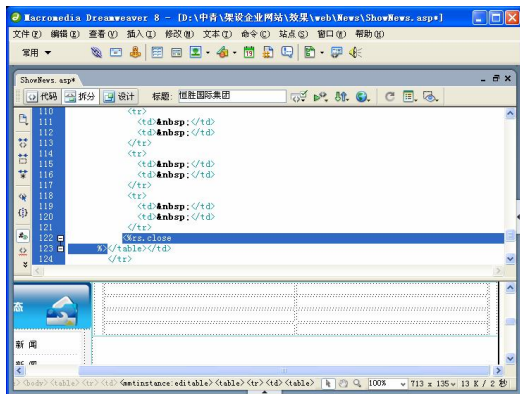 Macromedia Dreamweaver 8 - [D:\中青\架设企业网站\效果\web\News\ShowNews.asp*]
文件(F) 编辑(E) 查看(V) 插入(I) 修改(M) 文本(T) 命令(C) 站点(S) 窗口(W) 帮助(H)
常用
ShowNews.asp*
代码 拆分 设计 标题: 恒胜国际集团
110 <tr>
111 <td>&nbsp;</td>
112 <td>&nbsp;</td>
113 </tr>
114 <tr>
115 <td>&nbsp;</td>
116 <td>&nbsp;</td>
117 </tr>
118 <tr>
119 <td>&nbsp;</td>
120 <td>&nbsp;</td>
121 </tr>
122 <%rs.close
123 %></table></td>
124 </tr>
态
新 闻
<body> <table> <tr> <td> <mmtinstance:editable> <table> <tr> <td> <table> 100% 713 x 135 13 K / 2 秒